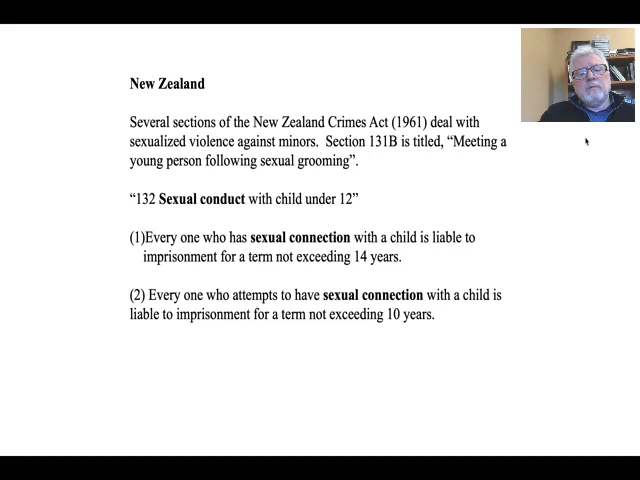 New Zealand
Several sections of the New Zealand Crimes Act (1961) deal with
sexualized violence against minors.  Section 131B is titled, “Meeting a
young person following sexual grooming”.
“132 Sexual conduct with child under 12”
(1)Every one who has sexual connection with a child is liable to
imprisonment for a term not exceeding 14 years.
(2) Every one who attempts to have sexual connection with a child is
liable to imprisonment for a term not exceeding 10 years.